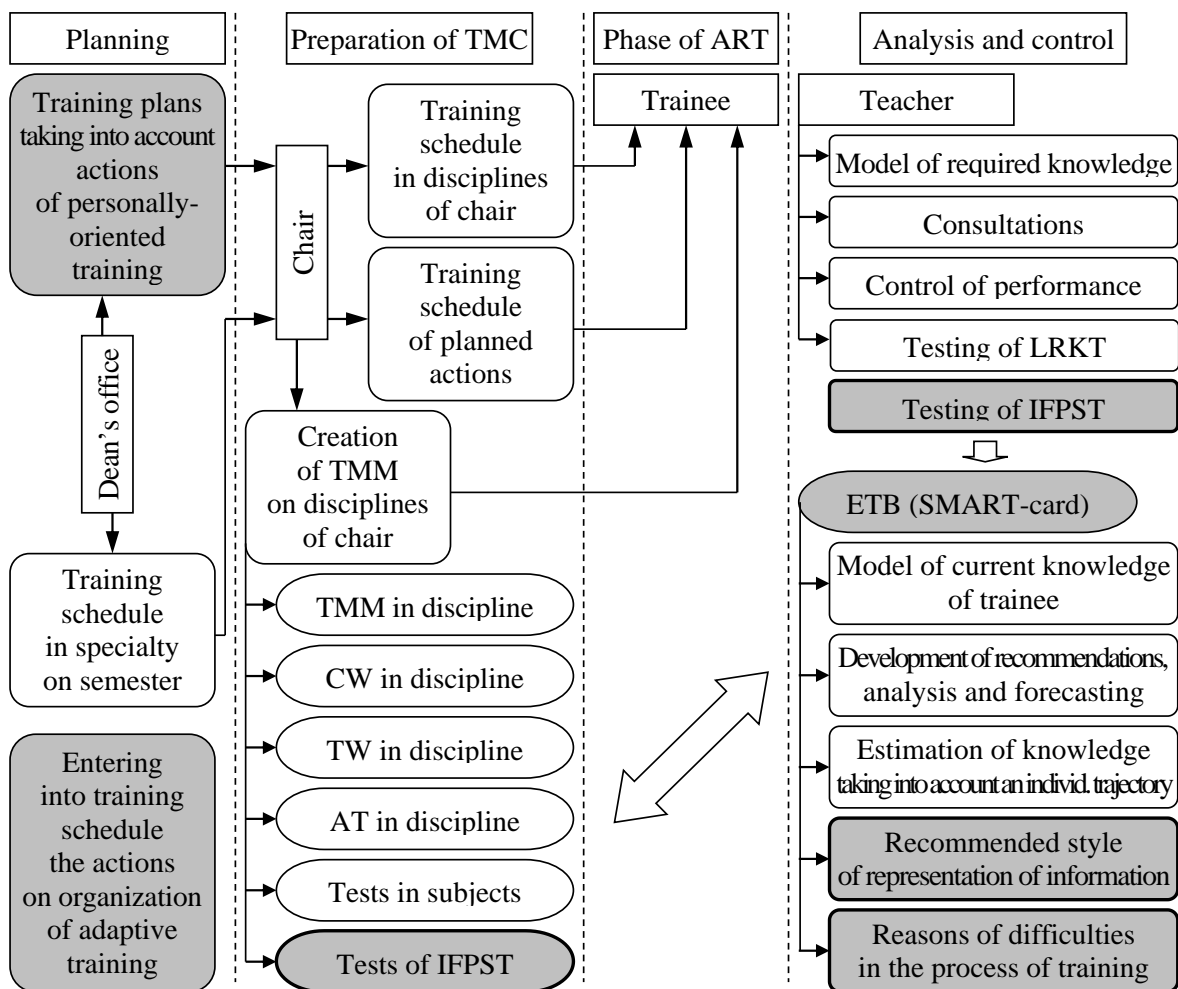 Planning
Preparation of TMC
Phase of ART
Analysis and control
Training plans
taking into account
actions
of personally-
oriented
training
Dean's office
Training
schedule
in specialty
on semester
Entering
into training
schedule
the actions
on organization
of adaptive
training
Chair
Training
schedule
in disciplines
of chair
Training
schedule
of planned
actions
Creation
of TMM
on disciplines
of chair
TMM in discipline
CW in discipline
TW in discipline
AT in discipline
Tests in subjects
Tests of IFPST
Trainee
Teacher
Model of required knowledge
Consultations
Control of performance
Testing of LRKT
Testing of IFPST
ETB (SMART-card)
Model of current knowledge
of trainee
Development of recommendations,
analysis and forecasting
Estimation of knowledge
taking into account an individ. trajectory
Recommended style
of representation of information
Reasons of difficulties
in the process of training